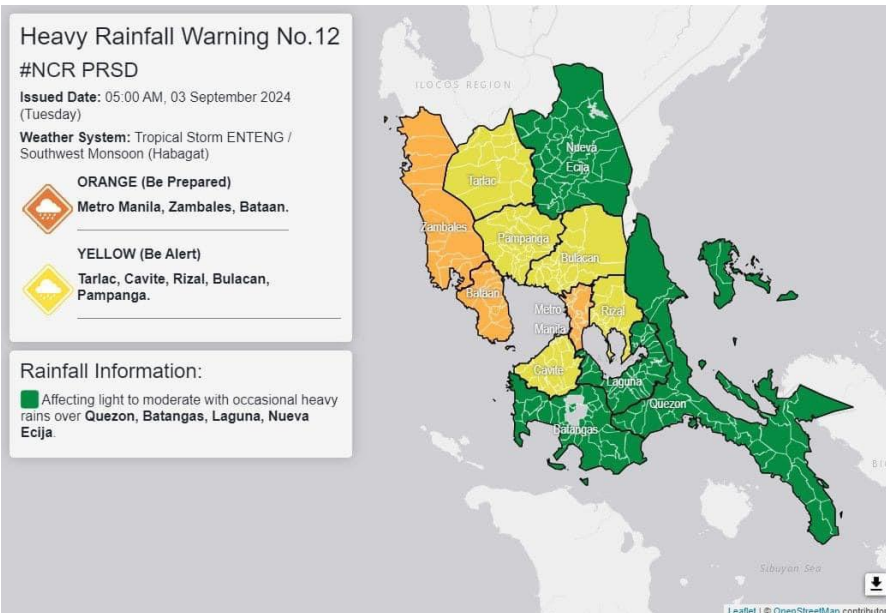 Heavy Rainfall Warning No.12
#NCR PRSD
Issued Date: 05:00 AM, 03 September 2024
(Tuesday)
Weather System: Tropical Storm ENTENG /
Southwest Monsoon (Habagat)
ORANGE (Be Prepared)
Metro Manila, Zambales, Bataan.
YELLOW (Be Alert)
Tarlac, Cavite, Rizal, Bulacan,
Pampanga.
Rainfall Information:
Affecting light to moderate with occasional heavy
rains over Quezon, Batangas, Laguna, Nueva
Ecija.
ILOCOS REGION
Nueva
Ecija
Tarlac
Zambales
Pampanga
Bulacan
Bataan
Metro
Manila
Rizal
Cavite
Laguna
Quezon
Batangas
Sibuyan Sea
Leaflet | © OpenStreetMap contributor